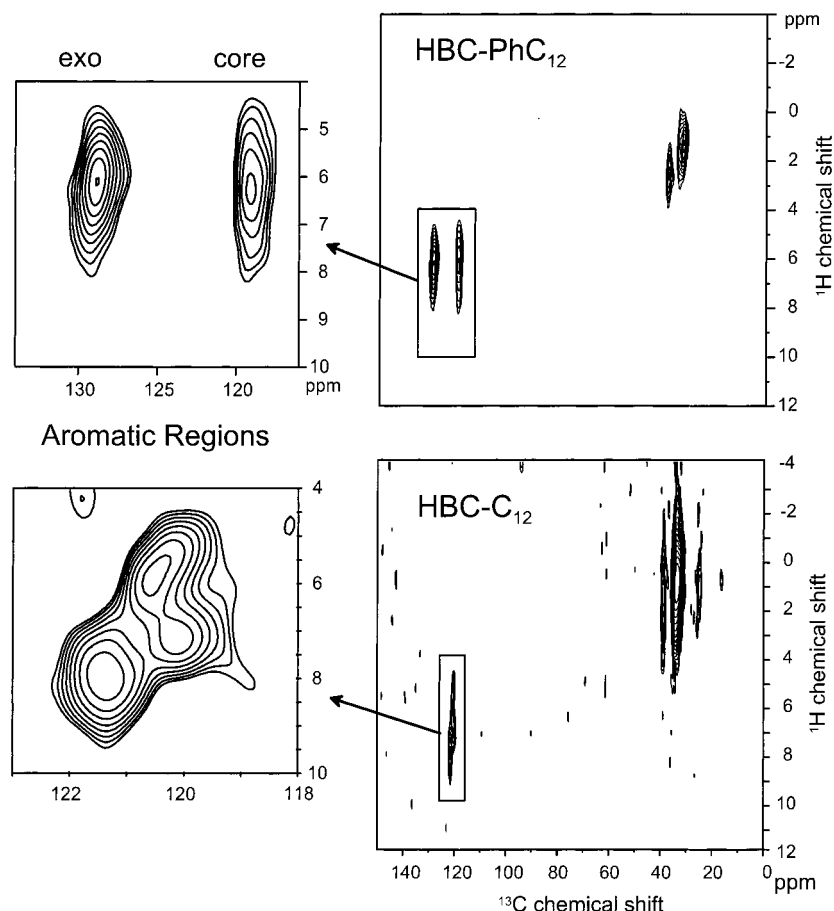 exo core
5
6
7
8
9
10
130 125 120 ppm
HBC-PhC₁₂
ppm
-2
0
2
4
6
8
10
12
¹H chemical shift
Aromatic Regions
4
6
8
10
122 120 118
HBC-C₁₂
-4
-2
0
2
4
6
8
10
12
¹H chemical shift
140 120 100 80 60 40 20 0 ppm
¹³C chemical shift